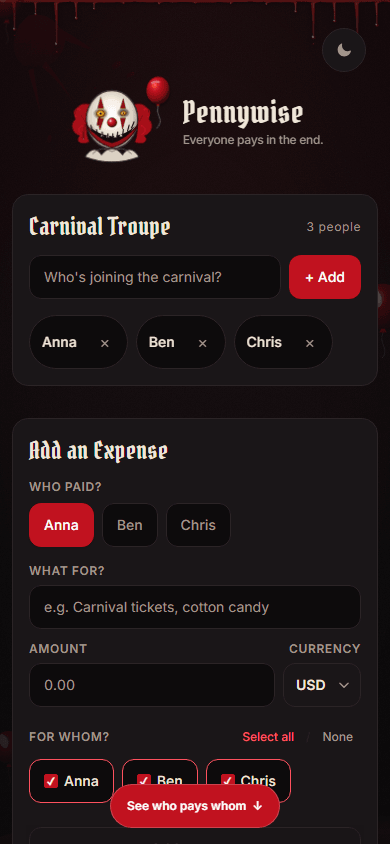 Pennywise
Everyone pays in the end.
Carnival Troupe
3 people
Who's joining the carnival?
+ Add
Anna ×
Ben ×
Chris ×
Add an Expense
WHO PAID?
Anna
Ben
Chris
WHAT FOR?
e.g. Carnival tickets, cotton candy
AMOUNT
CURRENCY
0.00
USD
FOR WHOM?
Select all / None
Anna
Ben
Chris
See who pays whom ↓